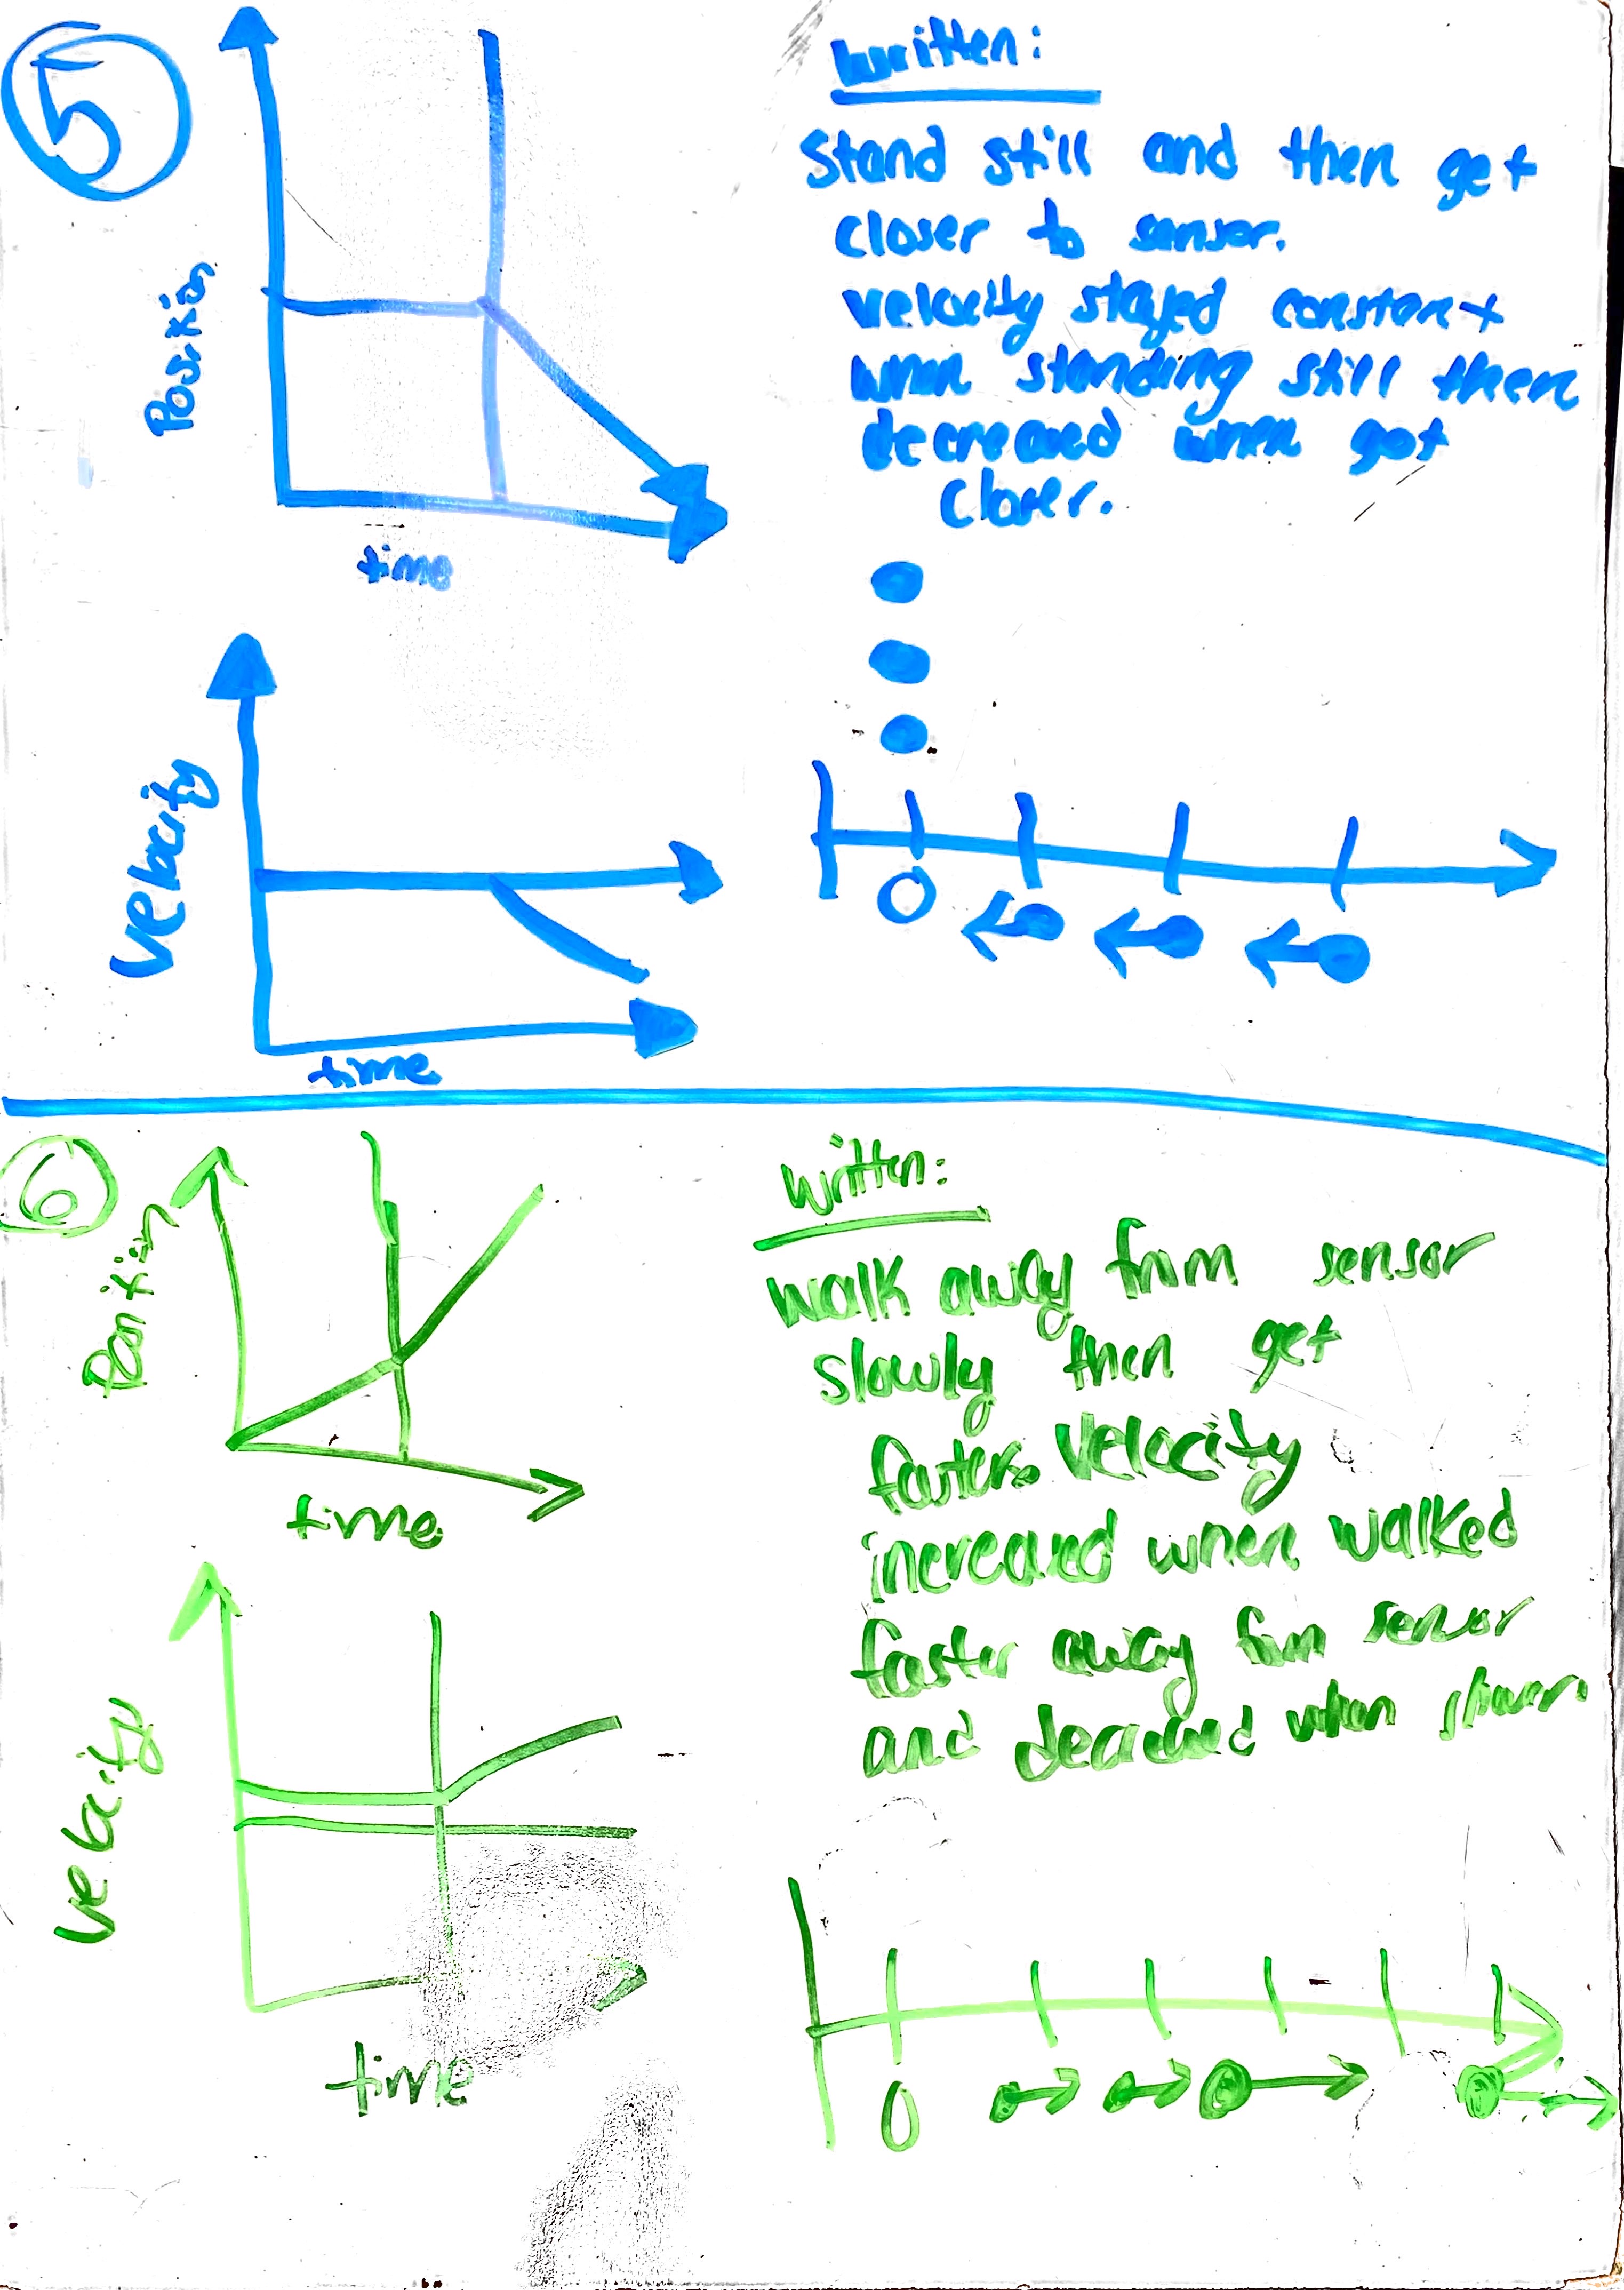 5
Position
time
written:
Stand still and then get
closer to sensor.
velocity stayed constant
when standing still then
decreased when got
closer.
Velocity
time
0
6
Position
time
written:
walk away from sensor
slowly then get
faster. Velocity
increased when walked
faster away from sensor
and decreased when slower
Velocity
time
0